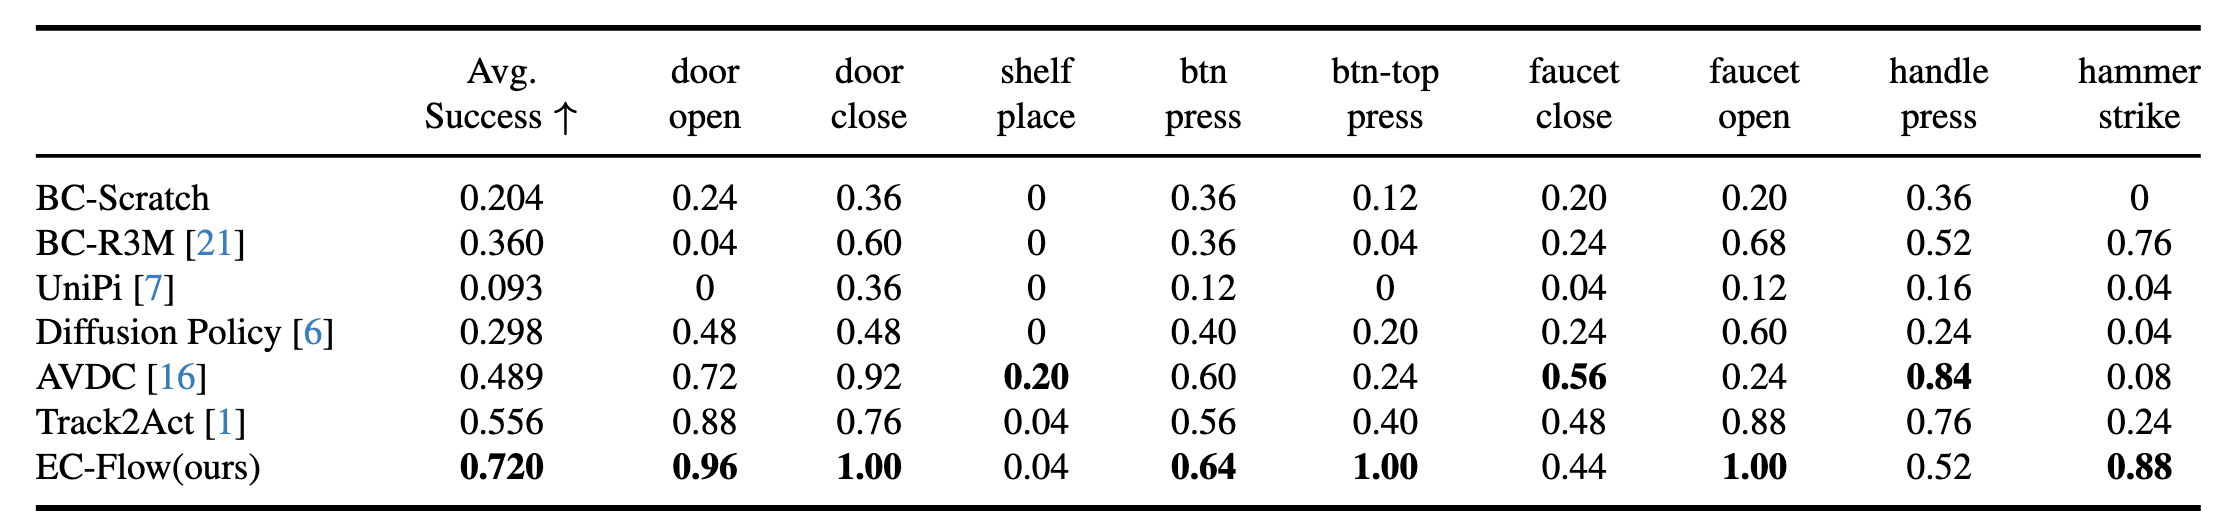 Avg. door door shelf btn btn-top faucet faucet handle hammer
Success ↑ open close place press press close open press strike
BC-Scratch 0.204 0.24 0.36 0 0.36 0.12 0.20 0.20 0.36 0
BC-R3M [21] 0.360 0.04 0.60 0 0.36 0.04 0.24 0.68 0.52 0.76
UniPi [7] 0.093 0 0.36 0 0.12 0 0.04 0.12 0.16 0.04
Diffusion Policy [6] 0.298 0.48 0.48 0 0.40 0.20 0.24 0.60 0.24 0.04
AVDC [16] 0.489 0.72 0.92 0.20 0.60 0.24 0.56 0.24 0.84 0.08
Track2Act [1] 0.556 0.88 0.76 0.04 0.56 0.40 0.48 0.88 0.76 0.24
EC-Flow(ours) 0.720 0.96 1.00 0.04 0.64 1.00 0.44 1.00 0.52 0.88